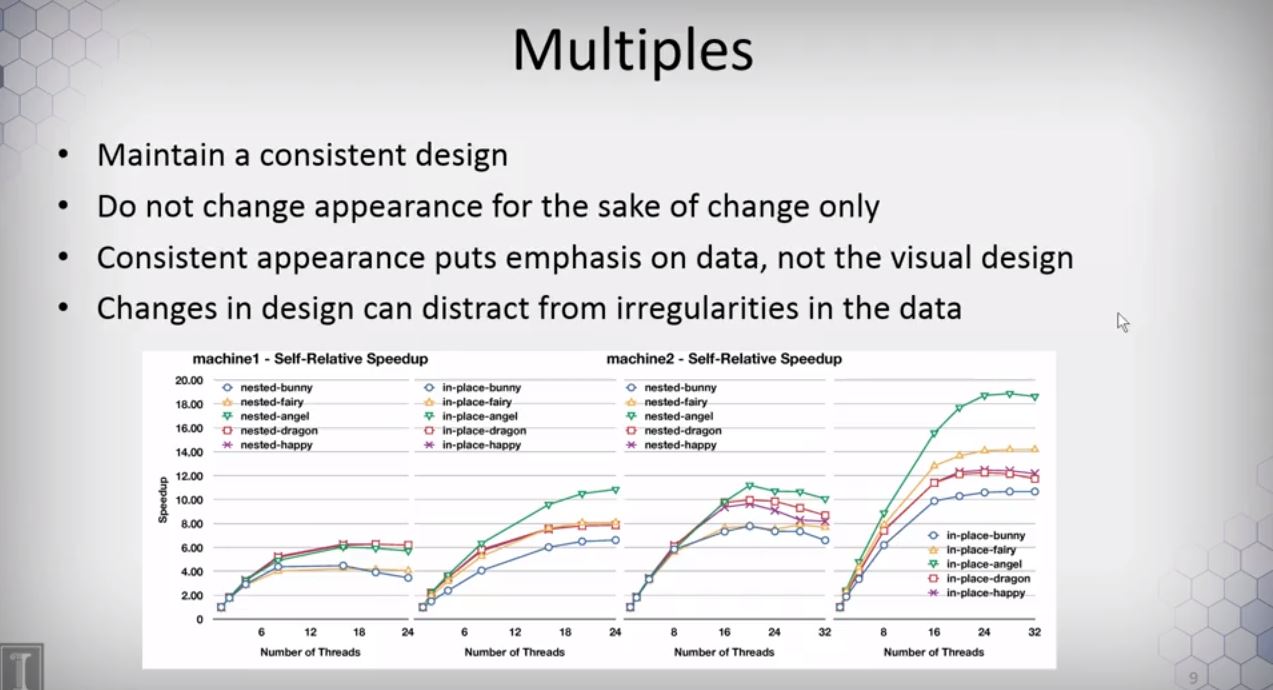 Multiples
• Maintain a consistent design
• Do not change appearance for the sake of change only
• Consistent appearance puts emphasis on data, not the visual design
• Changes in design can distract from irregularities in the data
machine1 - Self-Relative Speedup
machine2 - Self-Relative Speedup
Speedup
20.00
18.00
16.00
14.00
12.00
10.00
8.00
6.00
4.00
2.00
0
nested-bunny
nested-fairy
nested-angel
nested-dragon
nested-happy
6 12 18 24
Number of Threads
in-place-bunny
in-place-fairy
in-place-angel
in-place-dragon
in-place-happy
6 12 18 24
Number of Threads
nested-bunny
nested-fairy
nested-angel
nested-dragon
nested-happy
8 16 24 32
Number of Threads
in-place-bunny
in-place-fairy
in-place-angel
in-place-dragon
in-place-happy
8 16 24 32
Number of Threads
I
9